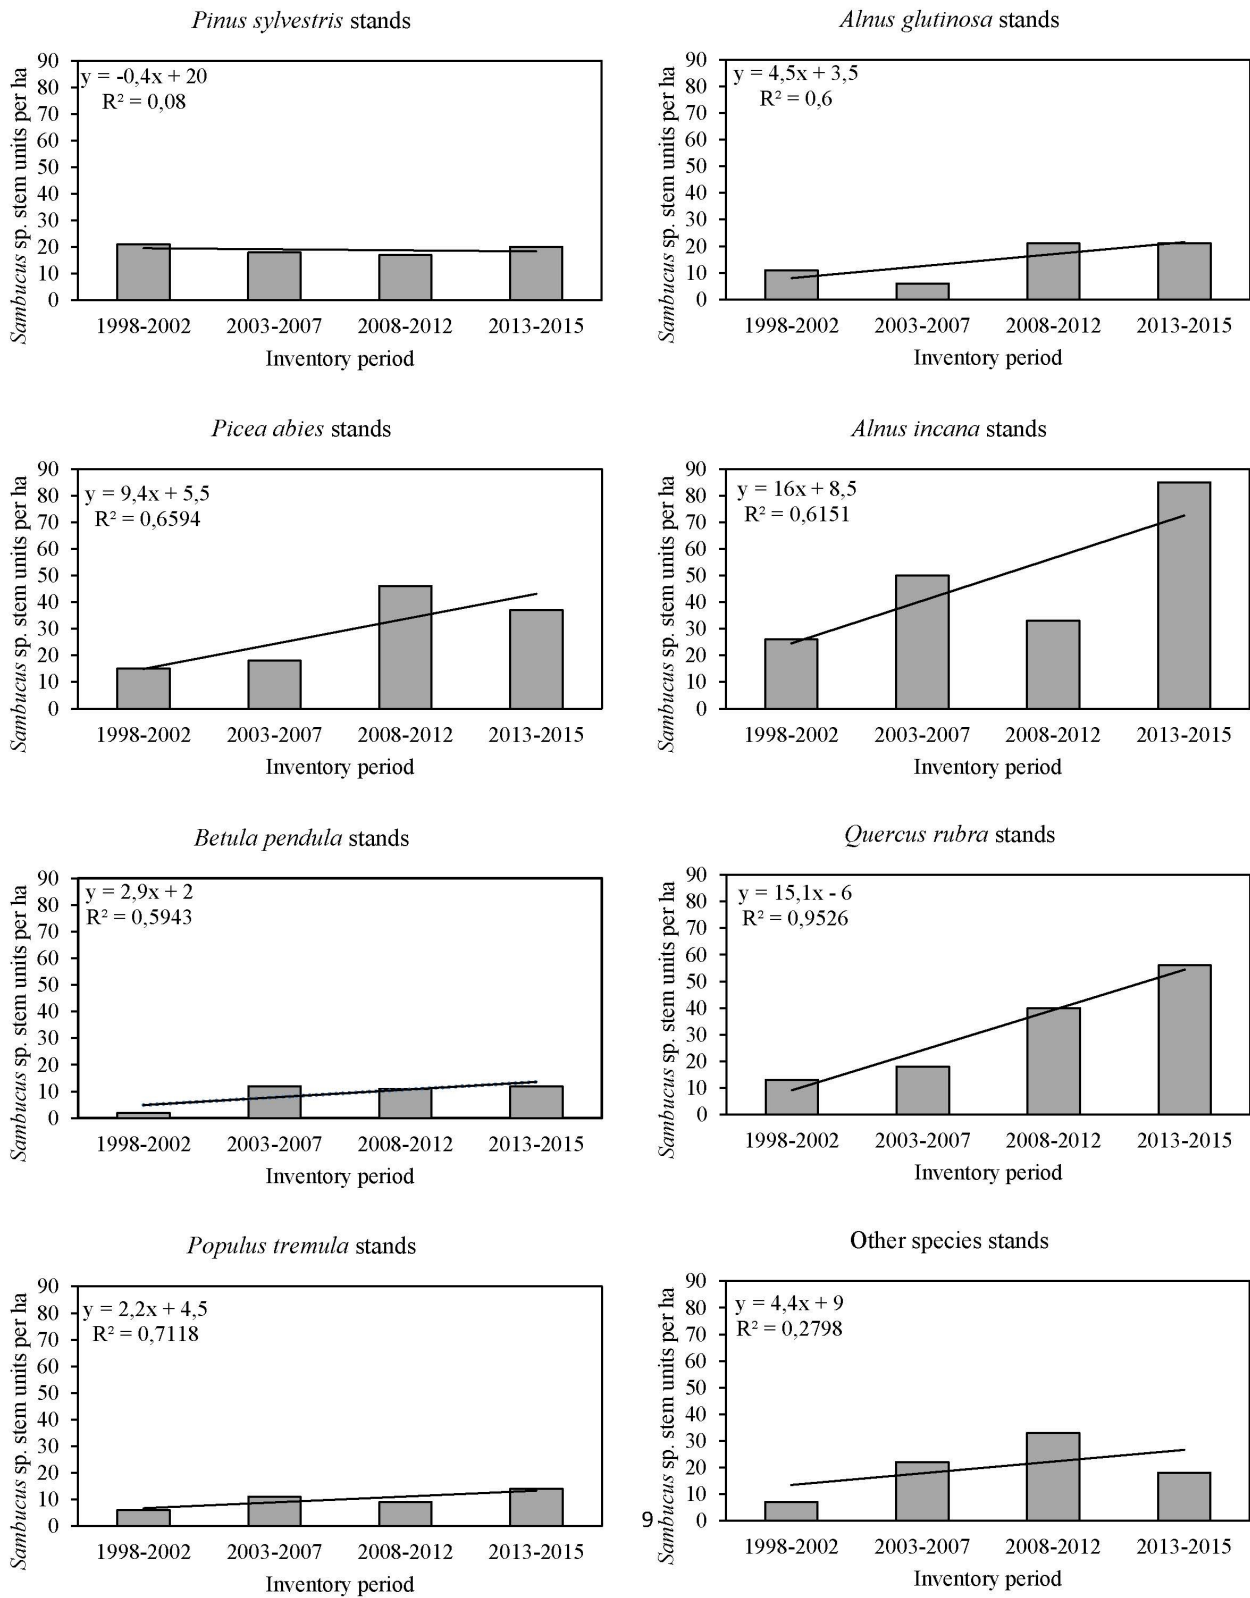 Pinus sylvestris stands
Sambucus sp. stem units per ha
90
80
70
60
50
40
30
20
10
0
y = -0,4x + 20
R² = 0,08
1998-2002 2003-2007 2008-2012 2013-2015
Inventory period
Alnus glutinosa stands
Sambucus sp. stem units per ha
90
80
70
60
50
40
30
20
10
0
y = 4,5x + 3,5
R² = 0,6
1998-2002 2003-2007 2008-2012 2013-2015
Inventory period
Picea abies stands
Sambucus sp. stem units per ha
90
80
70
60
50
40
30
20
10
0
y = 9,4x + 5,5
R² = 0,6594
1998-2002 2003-2007 2008-2012 2013-2015
Inventory period
Alnus incana stands
Sambucus sp. stem units per ha
90
80
70
60
50
40
30
20
10
0
y = 16x + 8,5
R² = 0,6151
1998-2002 2003-2007 2008-2012 2013-2015
Inventory period
Betula pendula stands
Sambucus sp. stem units per ha
90
80
70
60
50
40
30
20
10
0
y = 2,9x + 2
R² = 0,5943
1998-2002 2003-2007 2008-2012 2013-2015
Inventory period
Quercus rubra stands
Sambucus sp. stem units per ha
90
80
70
60
50
40
30
20
10
0
y = 15,1x - 6
R² = 0,9526
1998-2002 2003-2007 2008-2012 2013-2015
Inventory period
Populus tremula stands
Sambucus sp. stem units per ha
90
80
70
60
50
40
30
20
10
0
y = 2,2x + 4,5
R² = 0,7118
1998-2002 2003-2007 2008-2012 2013-2015
Inventory period
Other species stands
Sambucus sp. stem units per ha
90
80
70
60
50
40
30
20
10
0
y = 4,4x + 9
R² = 0,2798
1998-2002 2003-2007 2008-2012 2013-2015
Inventory period
9